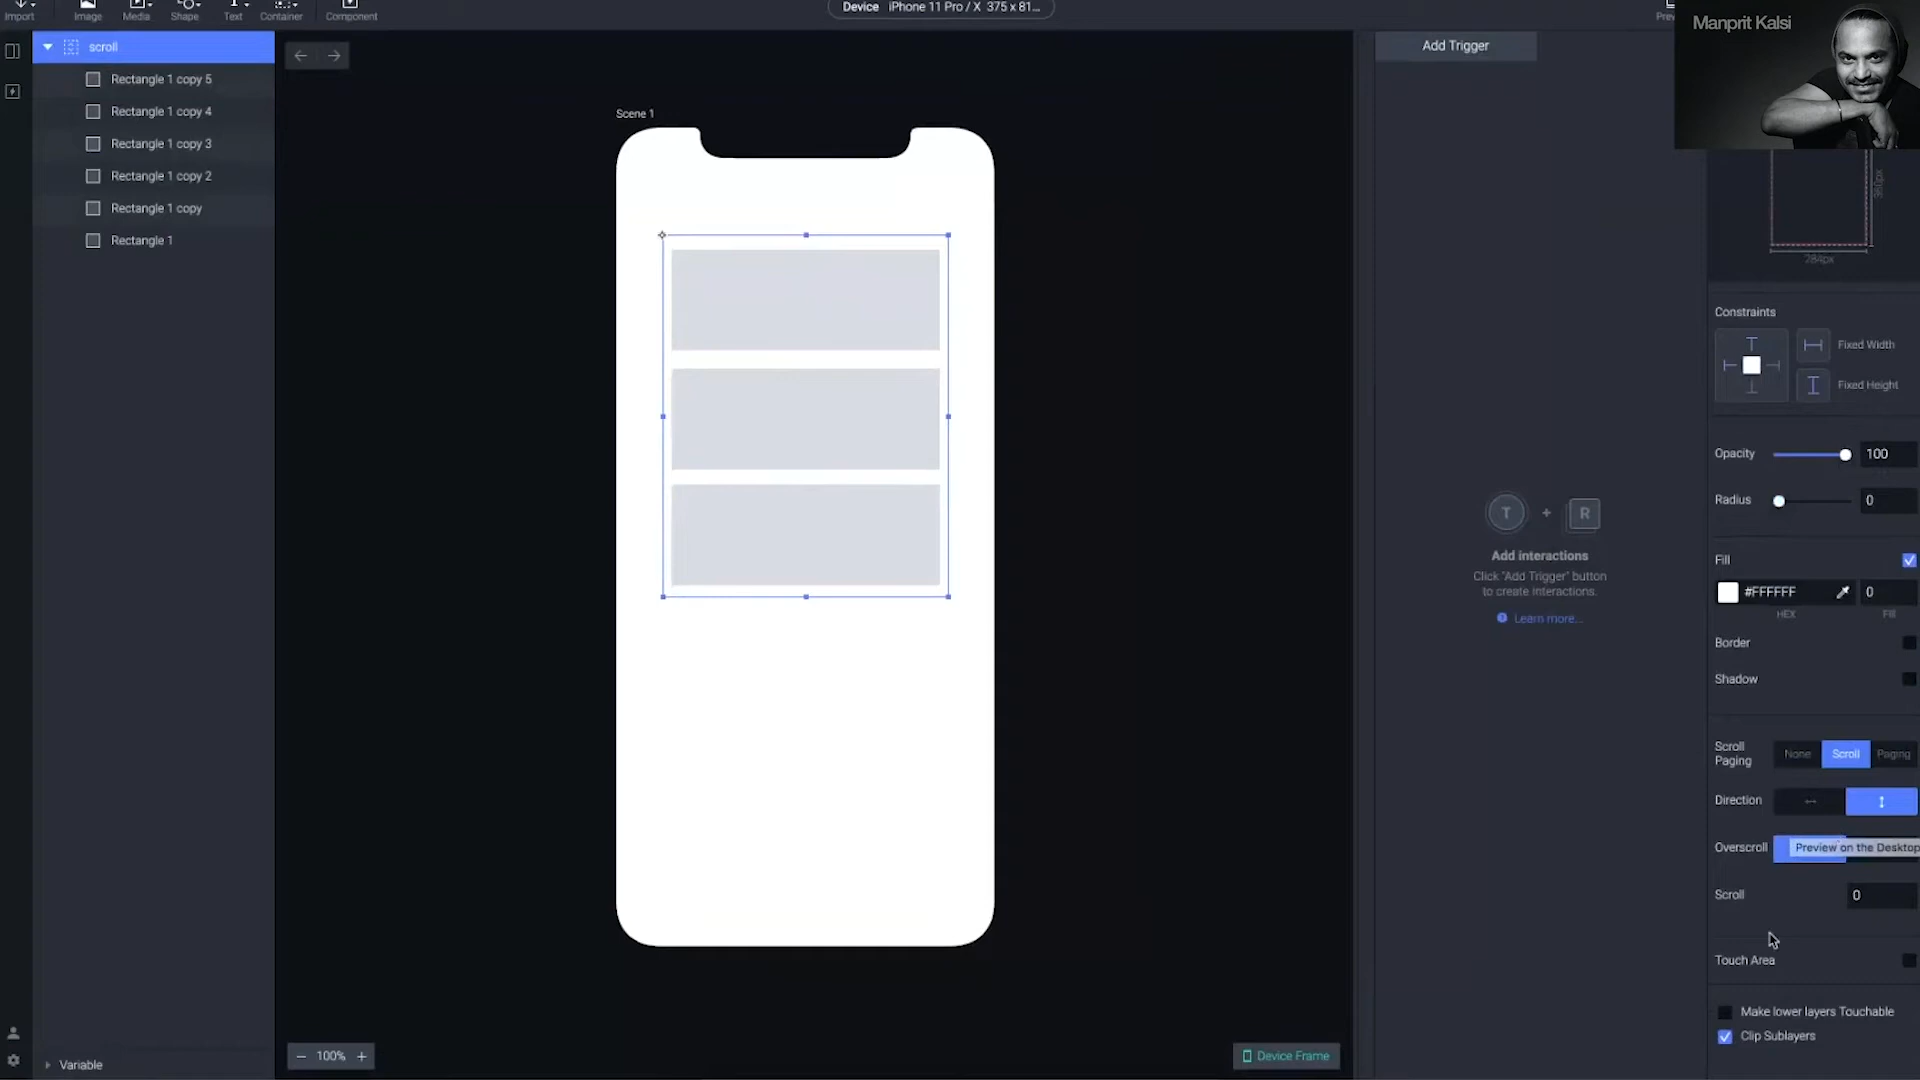 Import
Image
Media
Shape
Text
Container
Component
Device iPhone 11 Pro / X 375 x 81...
Manprit Kalsi
scroll
Rectangle 1 copy 5
Rectangle 1 copy 4
Rectangle 1 copy 3
Rectangle 1 copy 2
Rectangle 1 copy
Rectangle 1
Variable
Scene 1
100%
Device Frame
Add Trigger
T + R
Add interactions
Click "Add Trigger" button
to create interactions.
Learn more...
284px
Constraints
Fixed Width
Fixed Height
Opacity 100
Radius 0
Fill
#FFFFFF 0
HEX Fill
Border
Shadow
Scroll
Paging
None Scroll Paging
Direction
Overscroll Preview on the Desktop
Scroll 0
Touch Area
Make lower layers Touchable
Clip Sublayers